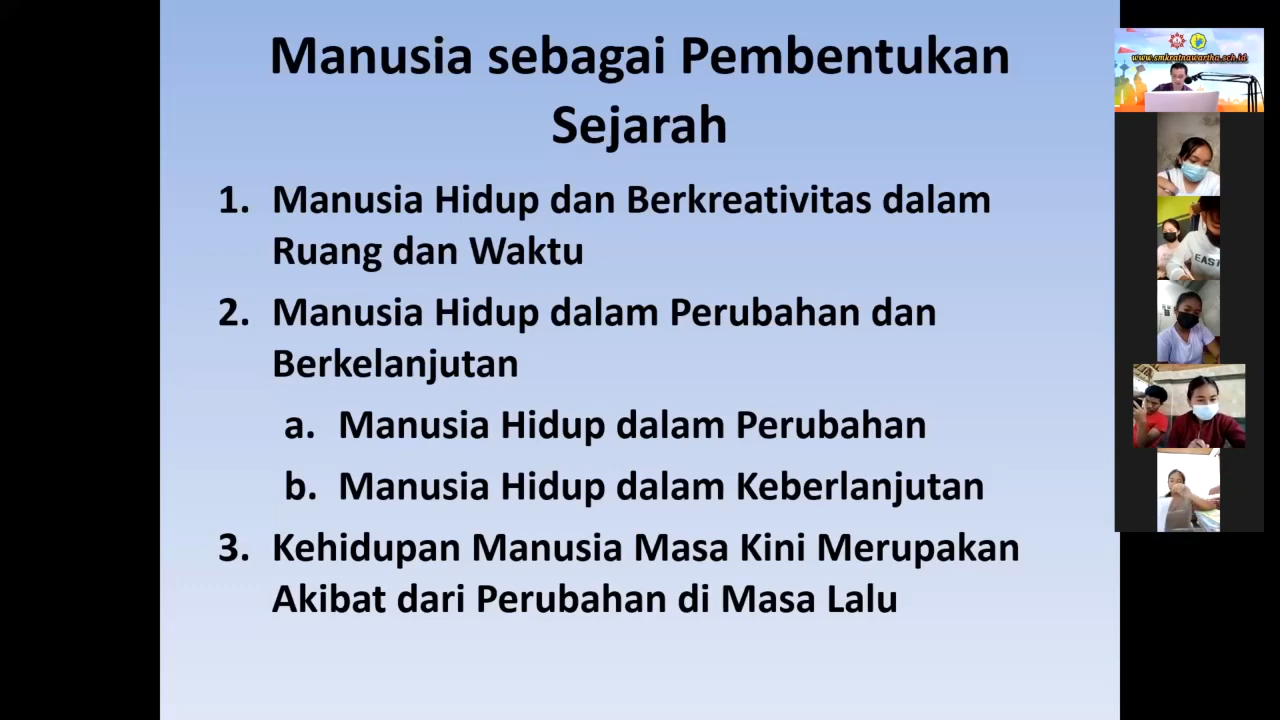 Manusia sebagai Pembentukan
Sejarah
1. Manusia Hidup dan Berkreativitas dalam
Ruang dan Waktu
2. Manusia Hidup dalam Perubahan dan
Berkelanjutan
a. Manusia Hidup dalam Perubahan
b. Manusia Hidup dalam Keberlanjutan
3. Kehidupan Manusia Masa Kini Merupakan
Akibat dari Perubahan di Masa Lalu
www.smkratnawartha.sch.id
EAST